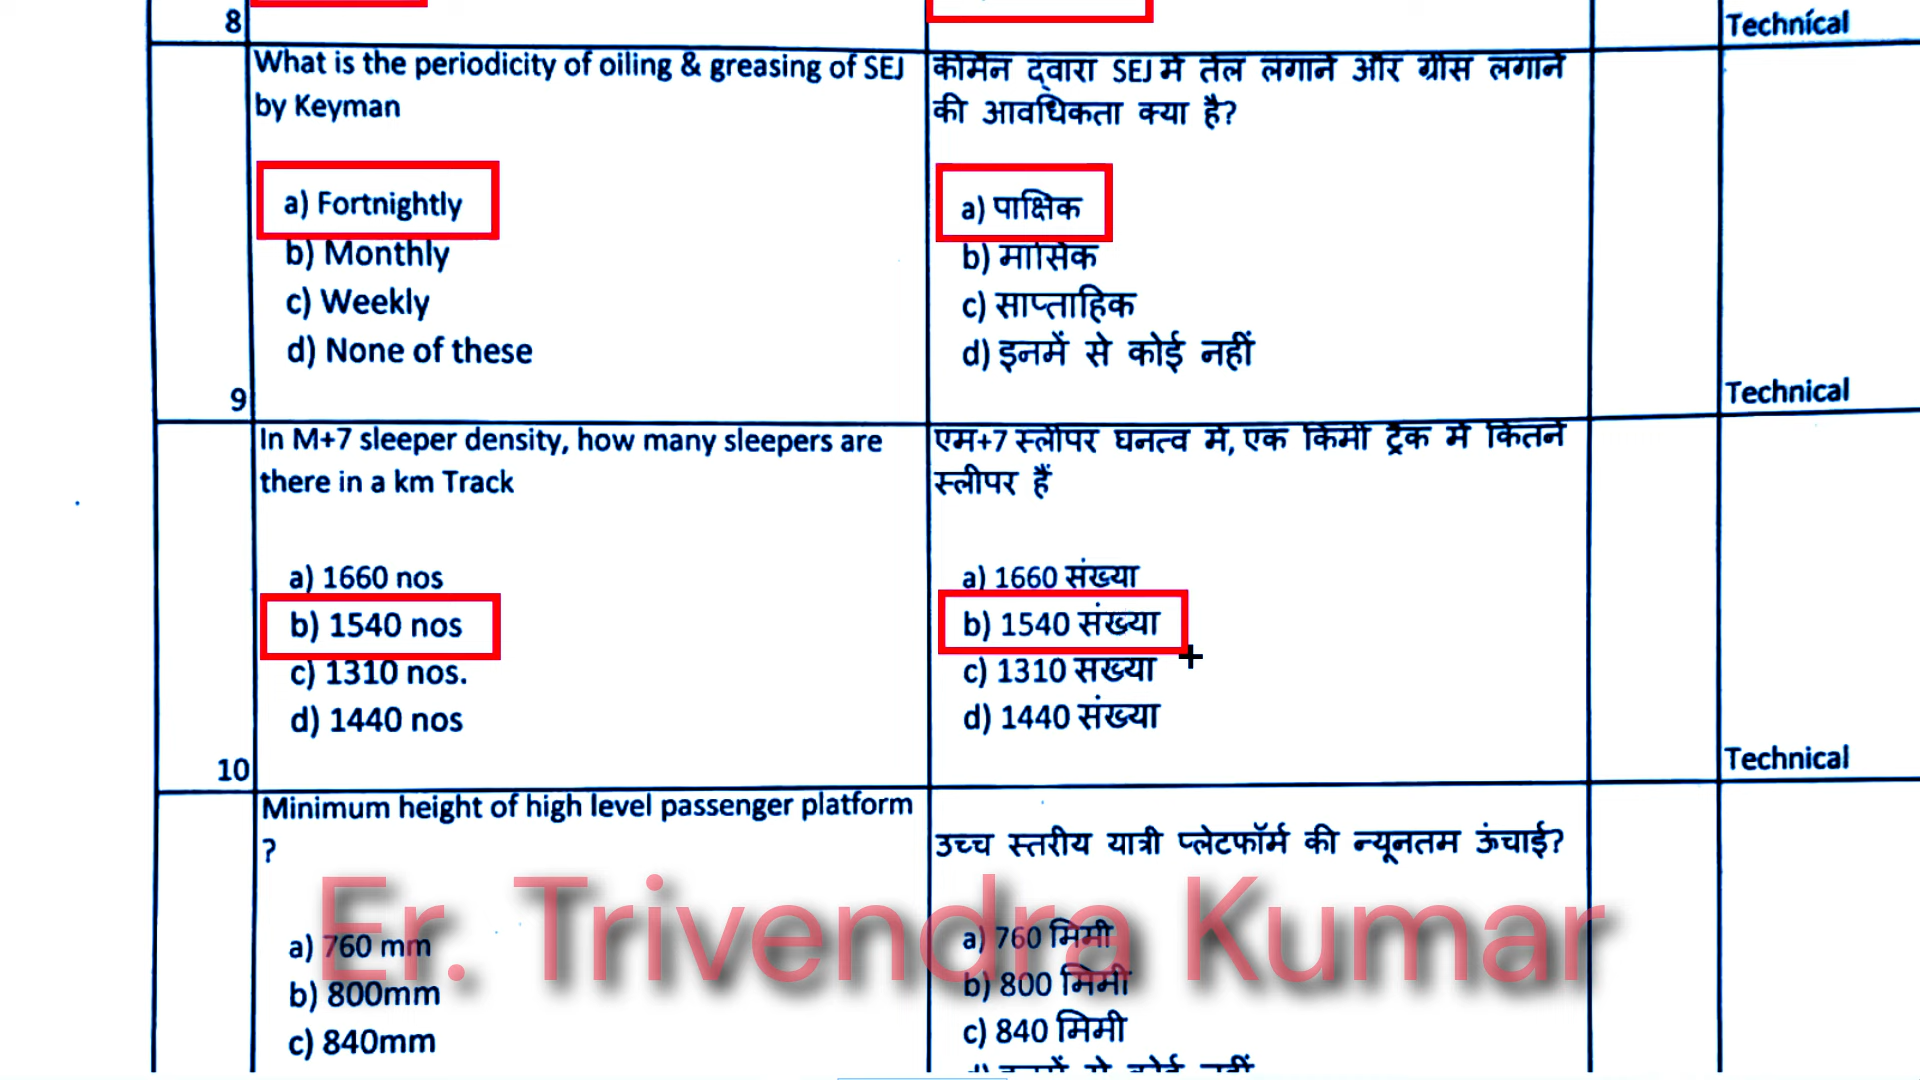 8
Technical
What is the periodicity of oiling & greasing of SEJ
by Keyman
a) Fortnightly
b) Monthly
c) Weekly
d) None of these
कीमैन द्वारा SEJ में तेल लगाने और ग्रीस लगाने
की आवधिकता क्या है?
a) पाक्षिक
b) मासिक
c) साप्ताहिक
d) इनमें से कोई नहीं
9
Technical
In M+7 sleeper density, how many sleepers are
there in a km Track
a) 1660 nos
b) 1540 nos
c) 1310 nos.
d) 1440 nos
एम+7 स्लीपर घनत्व में, एक किमी ट्रैक में कितने
स्लीपर हैं
a) 1660 संख्या
b) 1540 संख्या
c) 1310 संख्या
d) 1440 संख्या
10
Technical
Minimum height of high level passenger platform
?
a) 760 mm
b) 800mm
c) 840mm
उच्च स्तरीय यात्री प्लेटफॉर्म की न्यूनतम ऊंचाई?
a) 760 मिमी
b) 800 मिमी
c) 840 मिमी
d) इनमें से कोई नहीं
Er. Trivendra Kumar